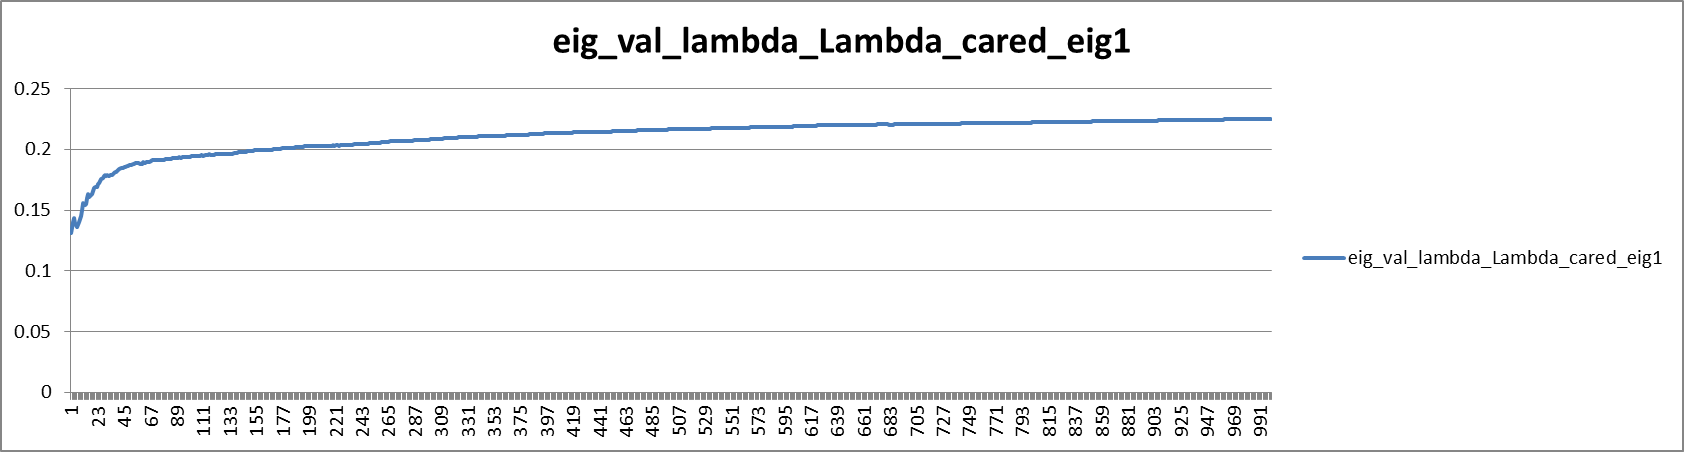 eig_val_lambda_Lambda_cared_eig1
0.25
0.2
0.15
0.1
0.05
0
1 23 45 67 89 111 133 155 177 199 221 243 265 287 309 331 353 375 397 419 441 463 485 507 529 551 573 595 617 639 661 683 705 727 749 771 793 815 837 859 881 903 925 947 969 991
eig_val_lambda_Lambda_cared_eig1